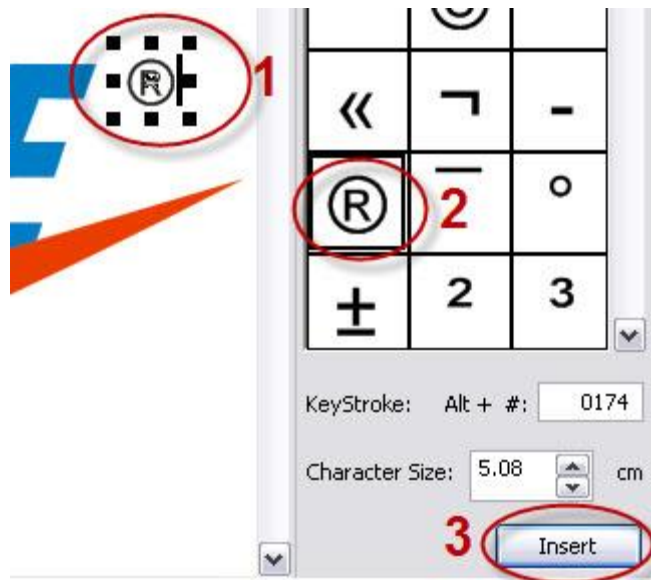 ® 1
« ¬ -
® 2 ¯ °
± ² ³
KeyStroke: Alt + #: 0174
Character Size: 5.08 cm
3 Insert